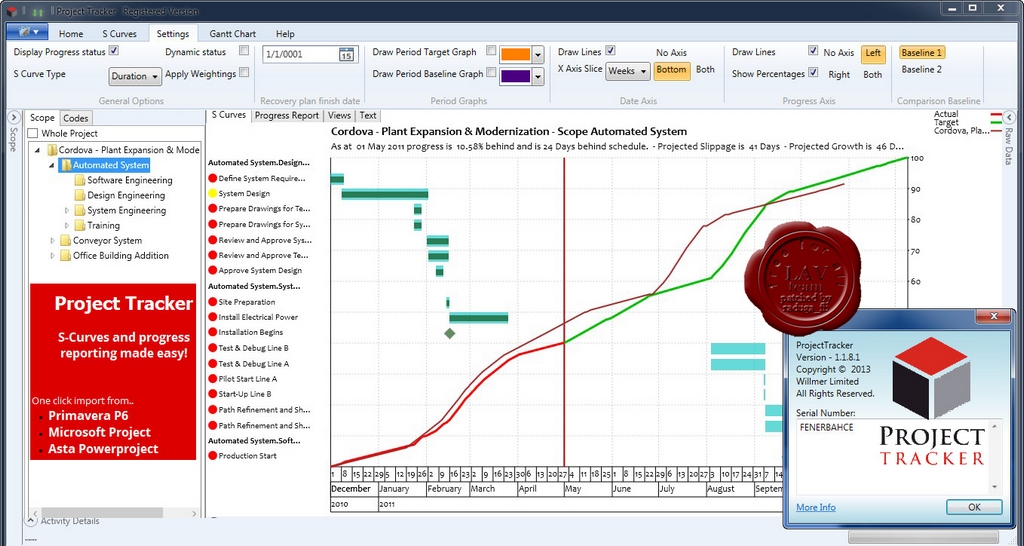 Project Tracker - Registered Version
Home S Curves Settings Gantt Chart Help
Display Progress status Dynamic status
S Curve Type Duration Apply Weightings
General Options
1/1/0001 15
Recovery plan finish date
Draw Period Target Graph
Draw Period Baseline Graph
Period Graphs
Draw Lines No Axis
X Axis Slice Weeks Bottom Both
Date Axis
Draw Lines No Axis Left
Show Percentages Right Both
Progress Axis
Baseline 1
Baseline 2
Comparison Baseline
Scope
Scope Codes
Whole Project
Cordova - Plant Expansion & Mode
Automated System
Software Engineering
Design Engineering
System Engineering
Training
Conveyor System
Office Building Addition
Project Tracker
S-Curves and progress
reporting made easy!
One click import from..
Primavera P6
Microsoft Project
Asta Powerproject
Activity Details
S Curves Progress Report Views Text
Cordova - Plant Expansion & Modernization - Scope Automated System
As at 01 May 2011 progress is 10.58% behind and is 24 Days behind schedule. - Projected Slippage is 41 Days - Projected Growth is 46 D...
Actual
Target
Cordova, Pla...
Raw Data
Automated System.Design...
Define System Require...
System Design
Prepare Drawings for Te...
Prepare Drawings for Sy...
Review and Approve Sys...
Review and Approve Te...
Approve System Design
Automated System.Syst...
Site Preparation
Install Electrical Power
Installation Begins
Test & Debug Line B
Test & Debug Line A
Pilot Start Line A
Start-Up Line B
Path Refinement and Sh...
Path Refinement and Sh...
Automated System.Soft...
Production Start
100
90
80
70
60
1 8 15 22 29 5 12 19 26 2 9 16 23 2 9 16 23 30 6 13 20 27 4 11 18 25 1 8 15 22 29 6 13 20 27 3 10 17 24 31 7 14
December January February March April May June July August Septem
2010 2011
LAV
team
patched by
ProjectTracker
Version - 1.1.8.1
Copyright © 2013
Willmer Limited
All Rights Reserved.
Serial Number:
FENERBAHCE
PROJECT
TRACKER
More Info OK